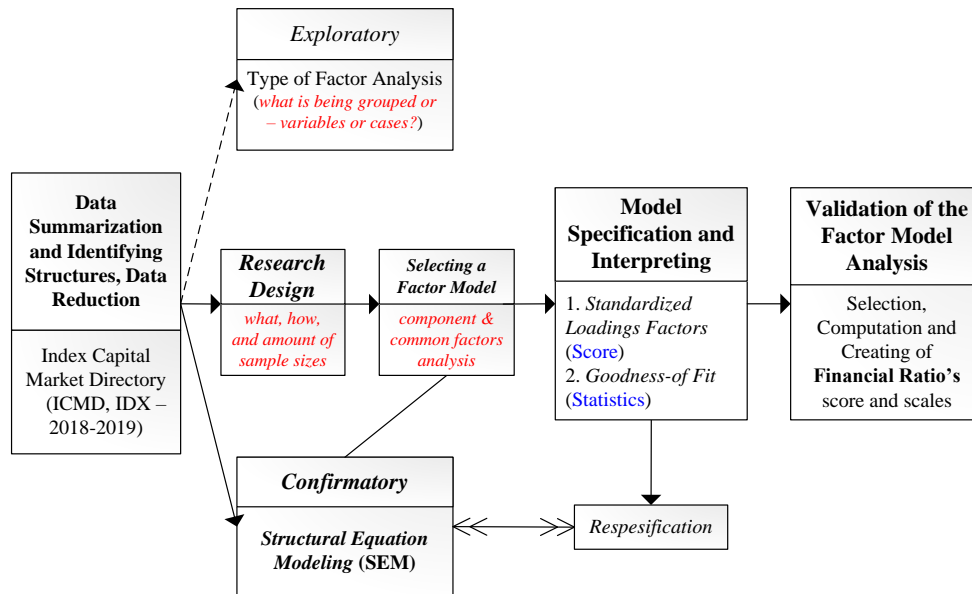 Exploratory
Type of Factor Analysis
(what is being grouped or
– variables or cases?)
Data
Summarization
and Identifying
Structures, Data
Reduction
Index Capital
Market Directory
(ICMD, IDX –
2018-2019)
Research
Design
what, how,
and amount of
sample sizes
Selecting a
Factor Model
component &
common factors
analysis
Model
Specification and
Interpreting
1. Standardized
Loadings Factors
(Score)
2. Goodness-of Fit
(Statistics)
Validation of the
Factor Model
Analysis
Selection,
Computation and
Creating of
Financial Ratio's
score and scales
Confirmatory
Structural Equation
Modeling (SEM)
Respesification